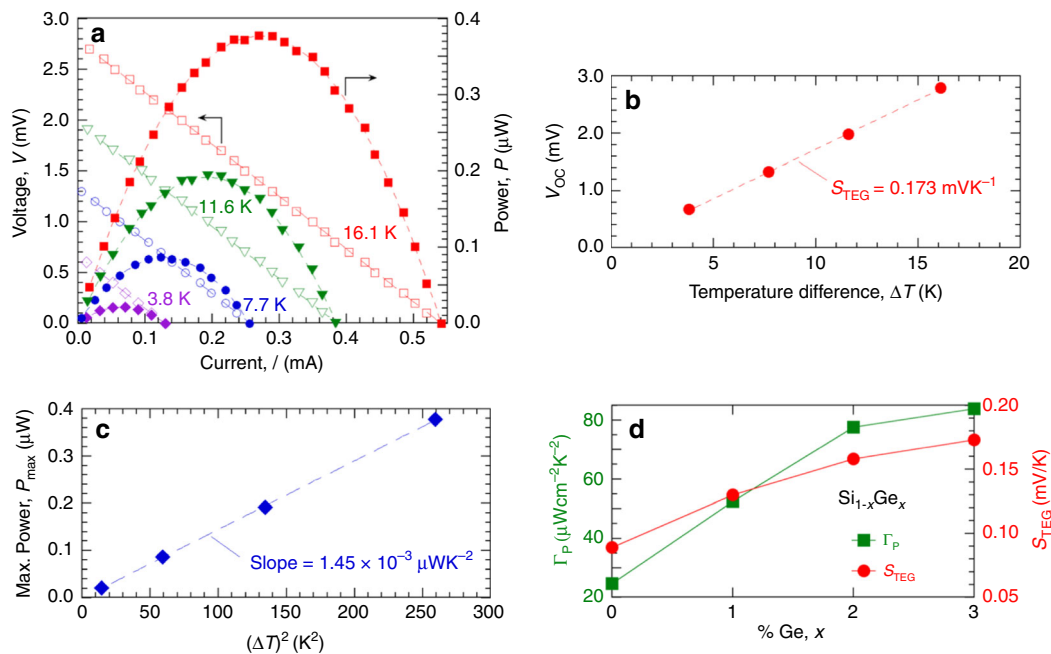 a
3.0
2.5
2.0
1.5
1.0
0.5
0.0
Voltage, V (mV)
0.4
0.3
0.2
0.1
0.0
Power, P (μW)
11.6 K
16.1 K
7.7 K
3.8 K
0.0 0.1 0.2 0.3 0.4 0.5
Current, I (mA)
b
3.0
2.0
1.0
0.0
V_OC (mV)
S_TEG = 0.173 mVK⁻¹
0 5 10 15 20
Temperature difference, ΔT (K)
c
0.4
0.3
0.2
0.1
0.0
Max. Power, P_max (μW)
Slope = 1.45 × 10⁻³ μWK⁻²
0 50 100 150 200 250 300
(ΔT)² (K²)
d
80
60
40
20
Γ_P (μWcm⁻²K⁻²)
0.20
0.15
0.10
0.05
S_TEG (mV/K)
Si₁₋ₓGeₓ
Γ_P
S_TEG
0 1 2 3
% Ge, x